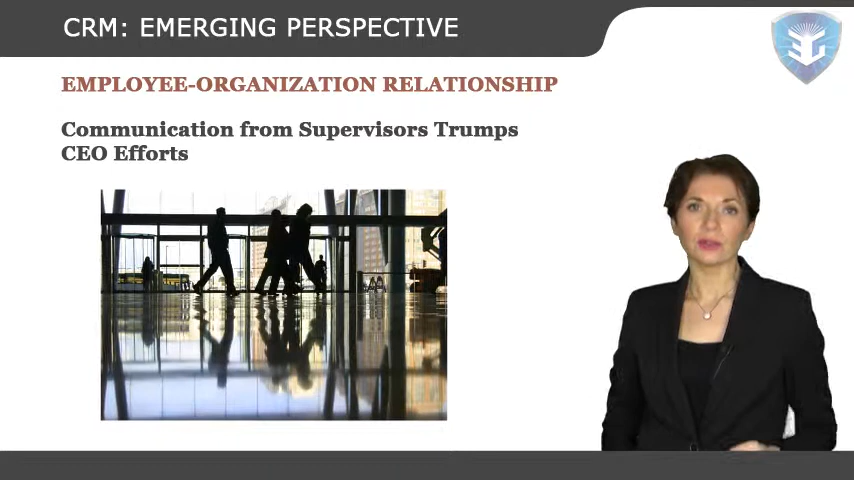 CRM: EMERGING PERSPECTIVE
EMPLOYEE-ORGANIZATION RELATIONSHIP
Communication from Supervisors Trumps
CEO Efforts